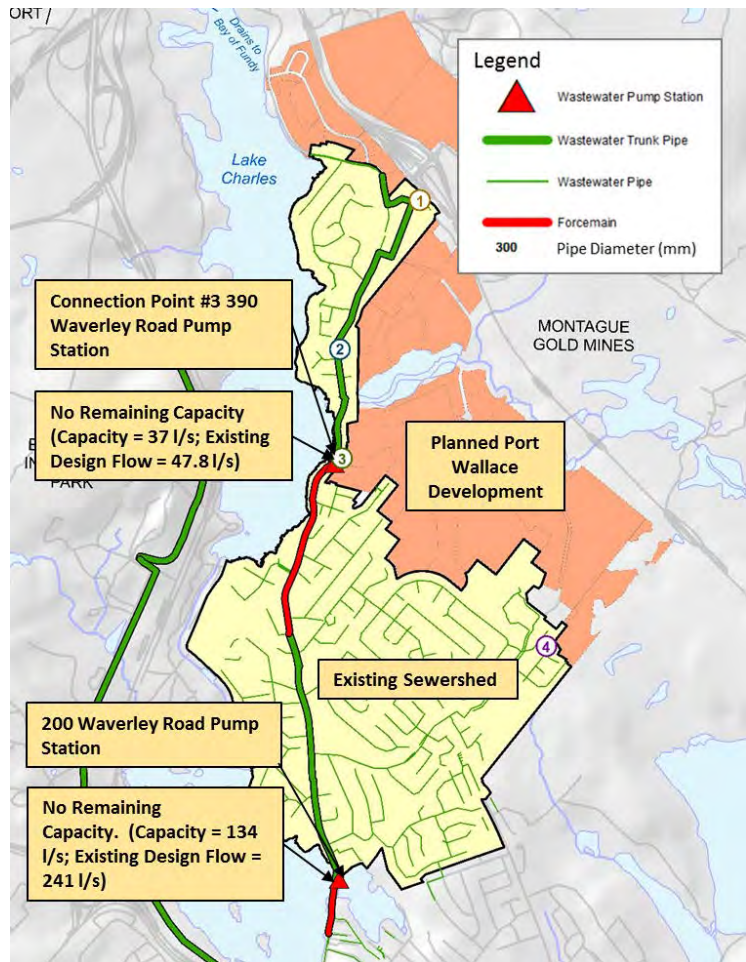 ORT /
Drains to
Bay of Fundy
Lake
Charles
Legend
Wastewater Pump Station
Wastewater Trunk Pipe
Wastewater Pipe
Forcemain
300 Pipe Diameter (mm)
1
Connection Point #3 390
Waverley Road Pump
Station
2
MONTAGUE
GOLD MINES
No Remaining Capacity
(Capacity = 37 l/s; Existing
Design Flow = 47.8 l/s)
PARK
3
Planned Port
Wallace
Development
4
Existing Sewershed
200 Waverley Road Pump
Station
No Remaining
Capacity. (Capacity = 134
l/s; Existing Design Flow =
241 l/s)